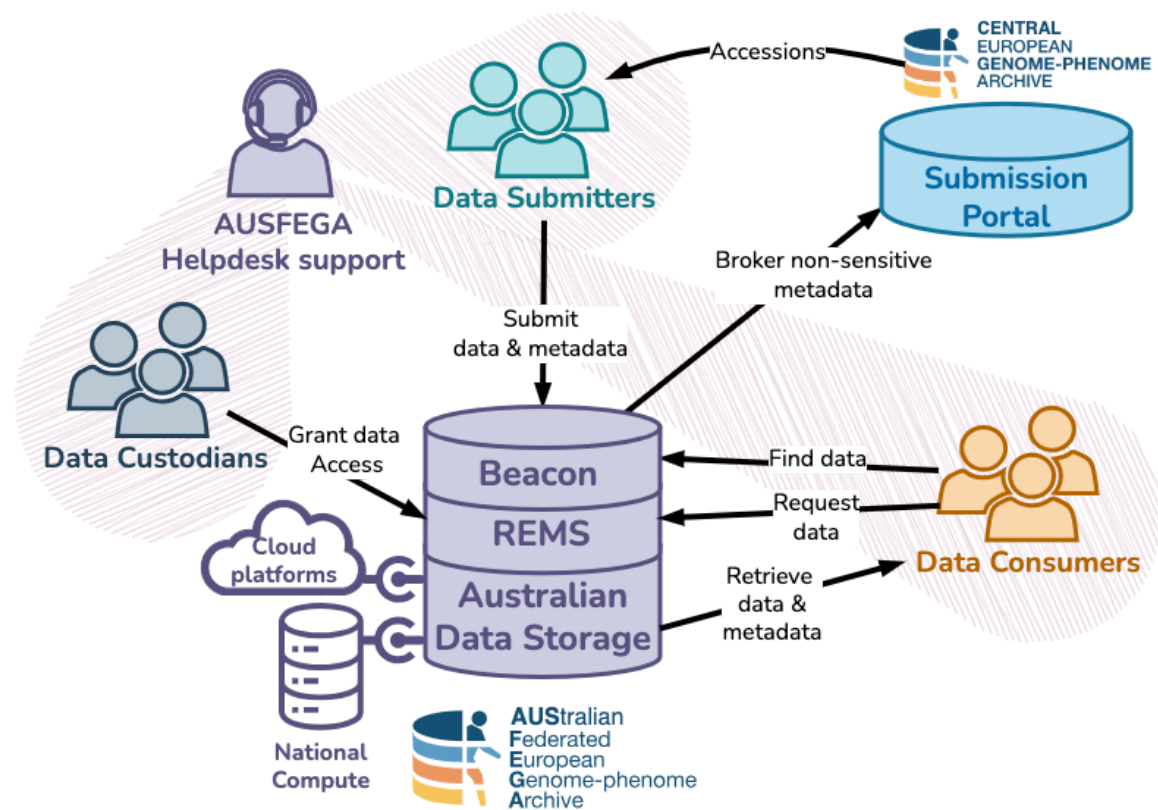 CENTRAL
EUROPEAN
GENOME-PHENOME
ARCHIVE
Accessions
Submission
Portal
Data Submitters
AUSFEGA
Helpdesk support
Broker non-sensitive
metadata
Submit
data & metadata
Data Custodians
Grant data
Access
Beacon
REMS
Australian
Data Storage
Find data
Request
data
Retrieve
data &
metadata
Data Consumers
Cloud
platforms
National
Compute
AUStralian
Federated
European
Genome-phenome
Archive